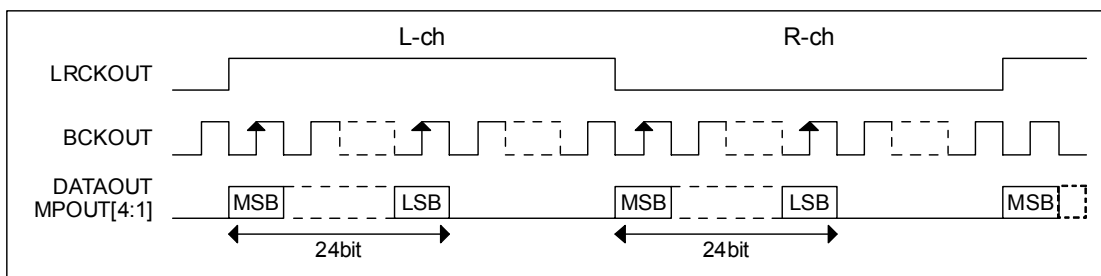 L-ch R-ch
LRCKOUT
BCKOUT
DATAOUT
MPOUT[4:1]
MSB LSB MSB LSB MSB
24bit 24bit